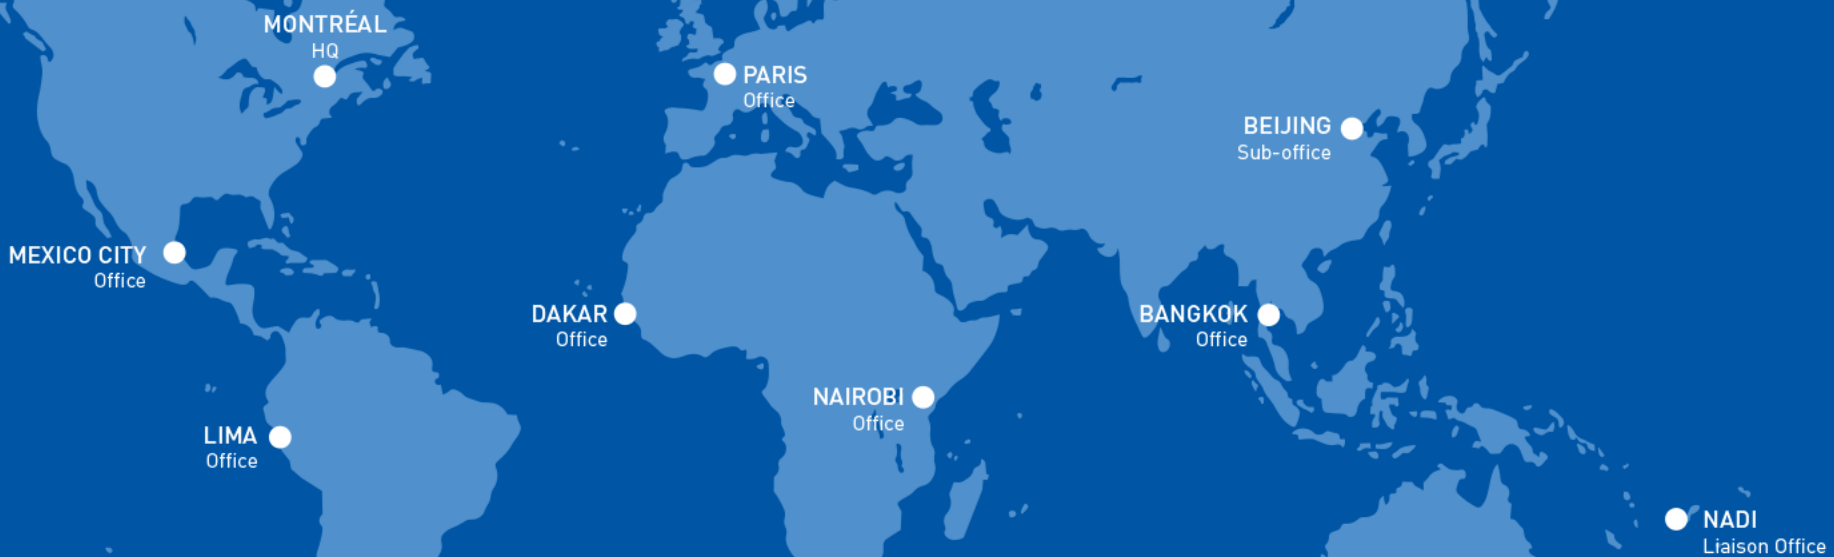 MONTRÉAL
HQ
PARIS
Office
BEIJING
Sub-office
MEXICO CITY
Office
DAKAR
Office
BANGKOK
Office
NAIROBI
Office
LIMA
Office
NADI
Liaison Office